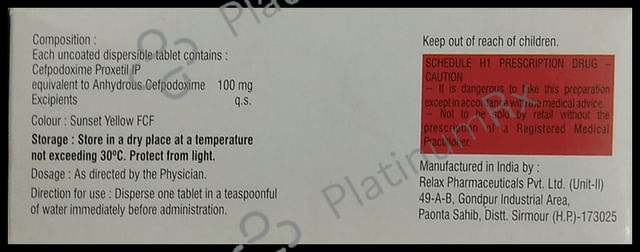 Composition :
Each uncoated dispersible tablet contains :
Cefpodoxime Proxetil IP
equivalent to Anhydrous Cefpodoxime 100 mg
Excipients q.s.
Colour : Sunset Yellow FCF
Storage : Store in a dry place at a temperature
not exceeding 30ºC. Protect from light.
Dosage : As directed by the Physician.
Direction for use : Disperse one tablet in a teaspoonful
of water immediately before administration.
Keep out of reach of children.
SCHEDULE H1 PRESCRIPTION DRUG –
CAUTION
– It is dangerous to take this preparation
except in accordance with the medical advice.
– Not to be sold by retail without the
prescription of a Registered Medical
Practitioner.
Manufactured in India by :
Relax Pharmaceuticals Pvt. Ltd. (Unit-II)
49-A-B, Gondpur Industrial Area,
Paonta Sahib, Distt. Sirmour (H.P.)-173025
PlatinumRx
PlatinumRx